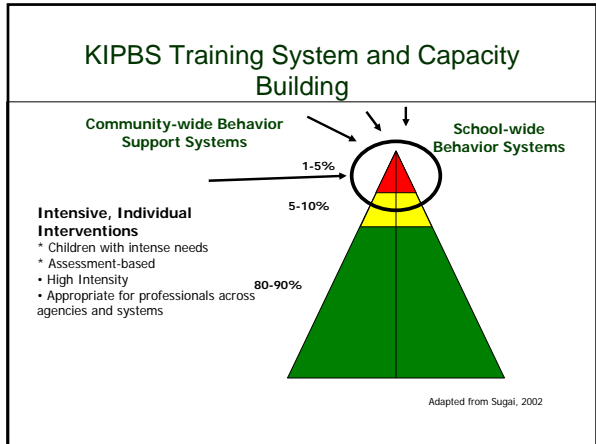 KIPBS Training System and Capacity
Building
Community-wide Behavior
Support Systems
School-wide
Behavior Systems
1-5%
5-10%
Intensive, Individual
Interventions
* Children with intense needs
* Assessment-based
• High Intensity
• Appropriate for professionals across
agencies and systems
80-90%
Adapted from Sugai, 2002